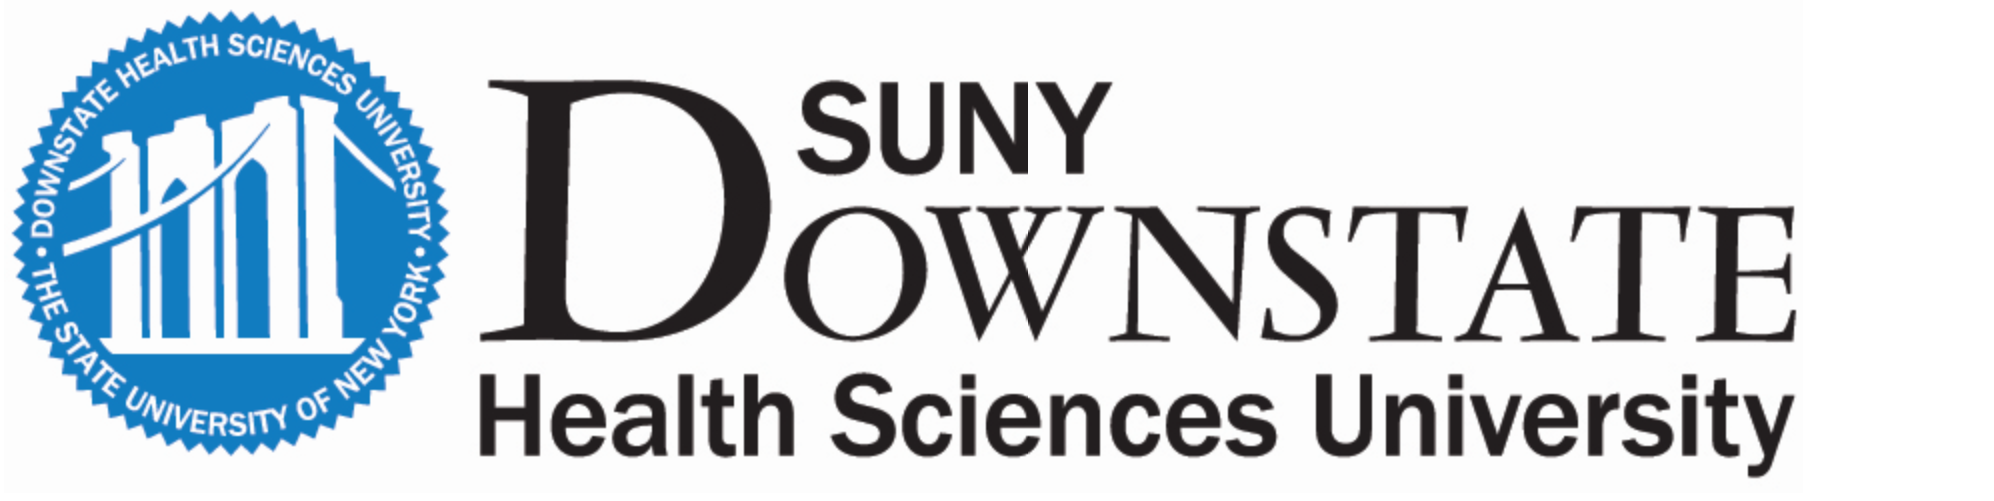 • DOWNSTATE HEALTH SCIENCES UNIVERSITY •
THE STATE UNIVERSITY OF NEW YORK
SUNY
DOWNSTATE
Health Sciences University